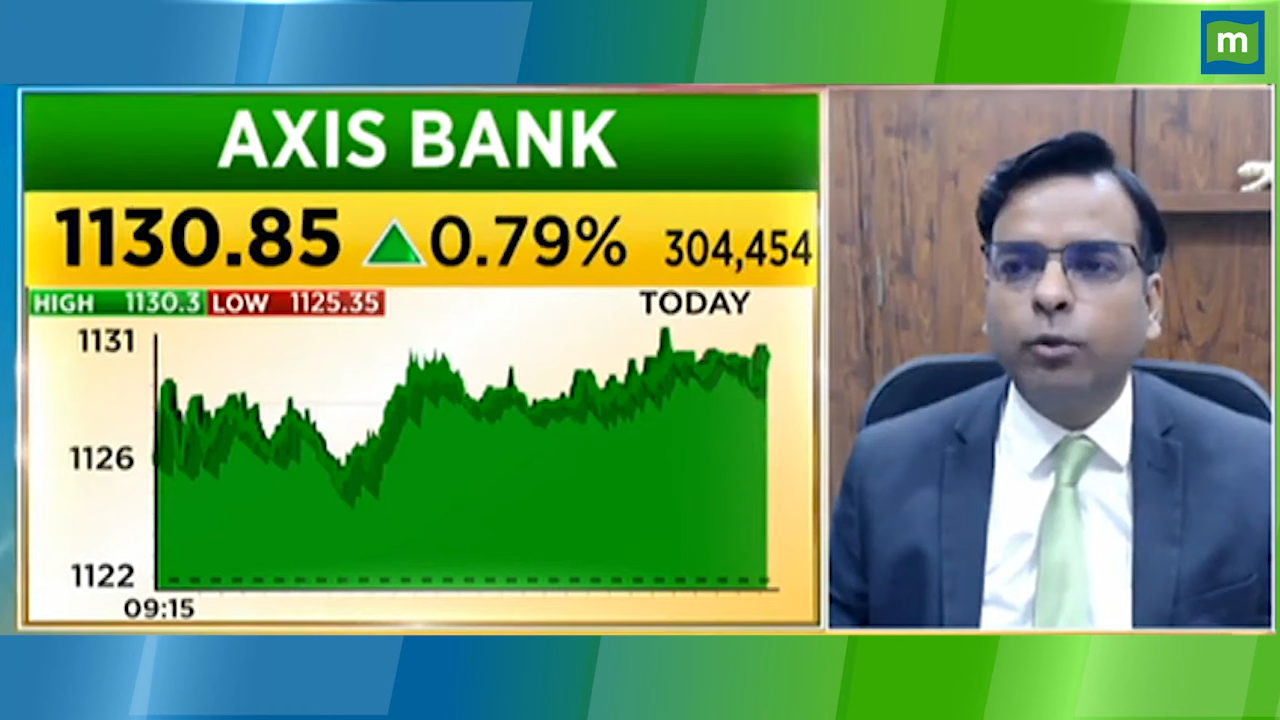 m
AXIS BANK
1130.85 ▲ 0.79% 304,454
HIGH 1130.3 LOW 1125.35
TODAY
1131
1126
1122
09:15